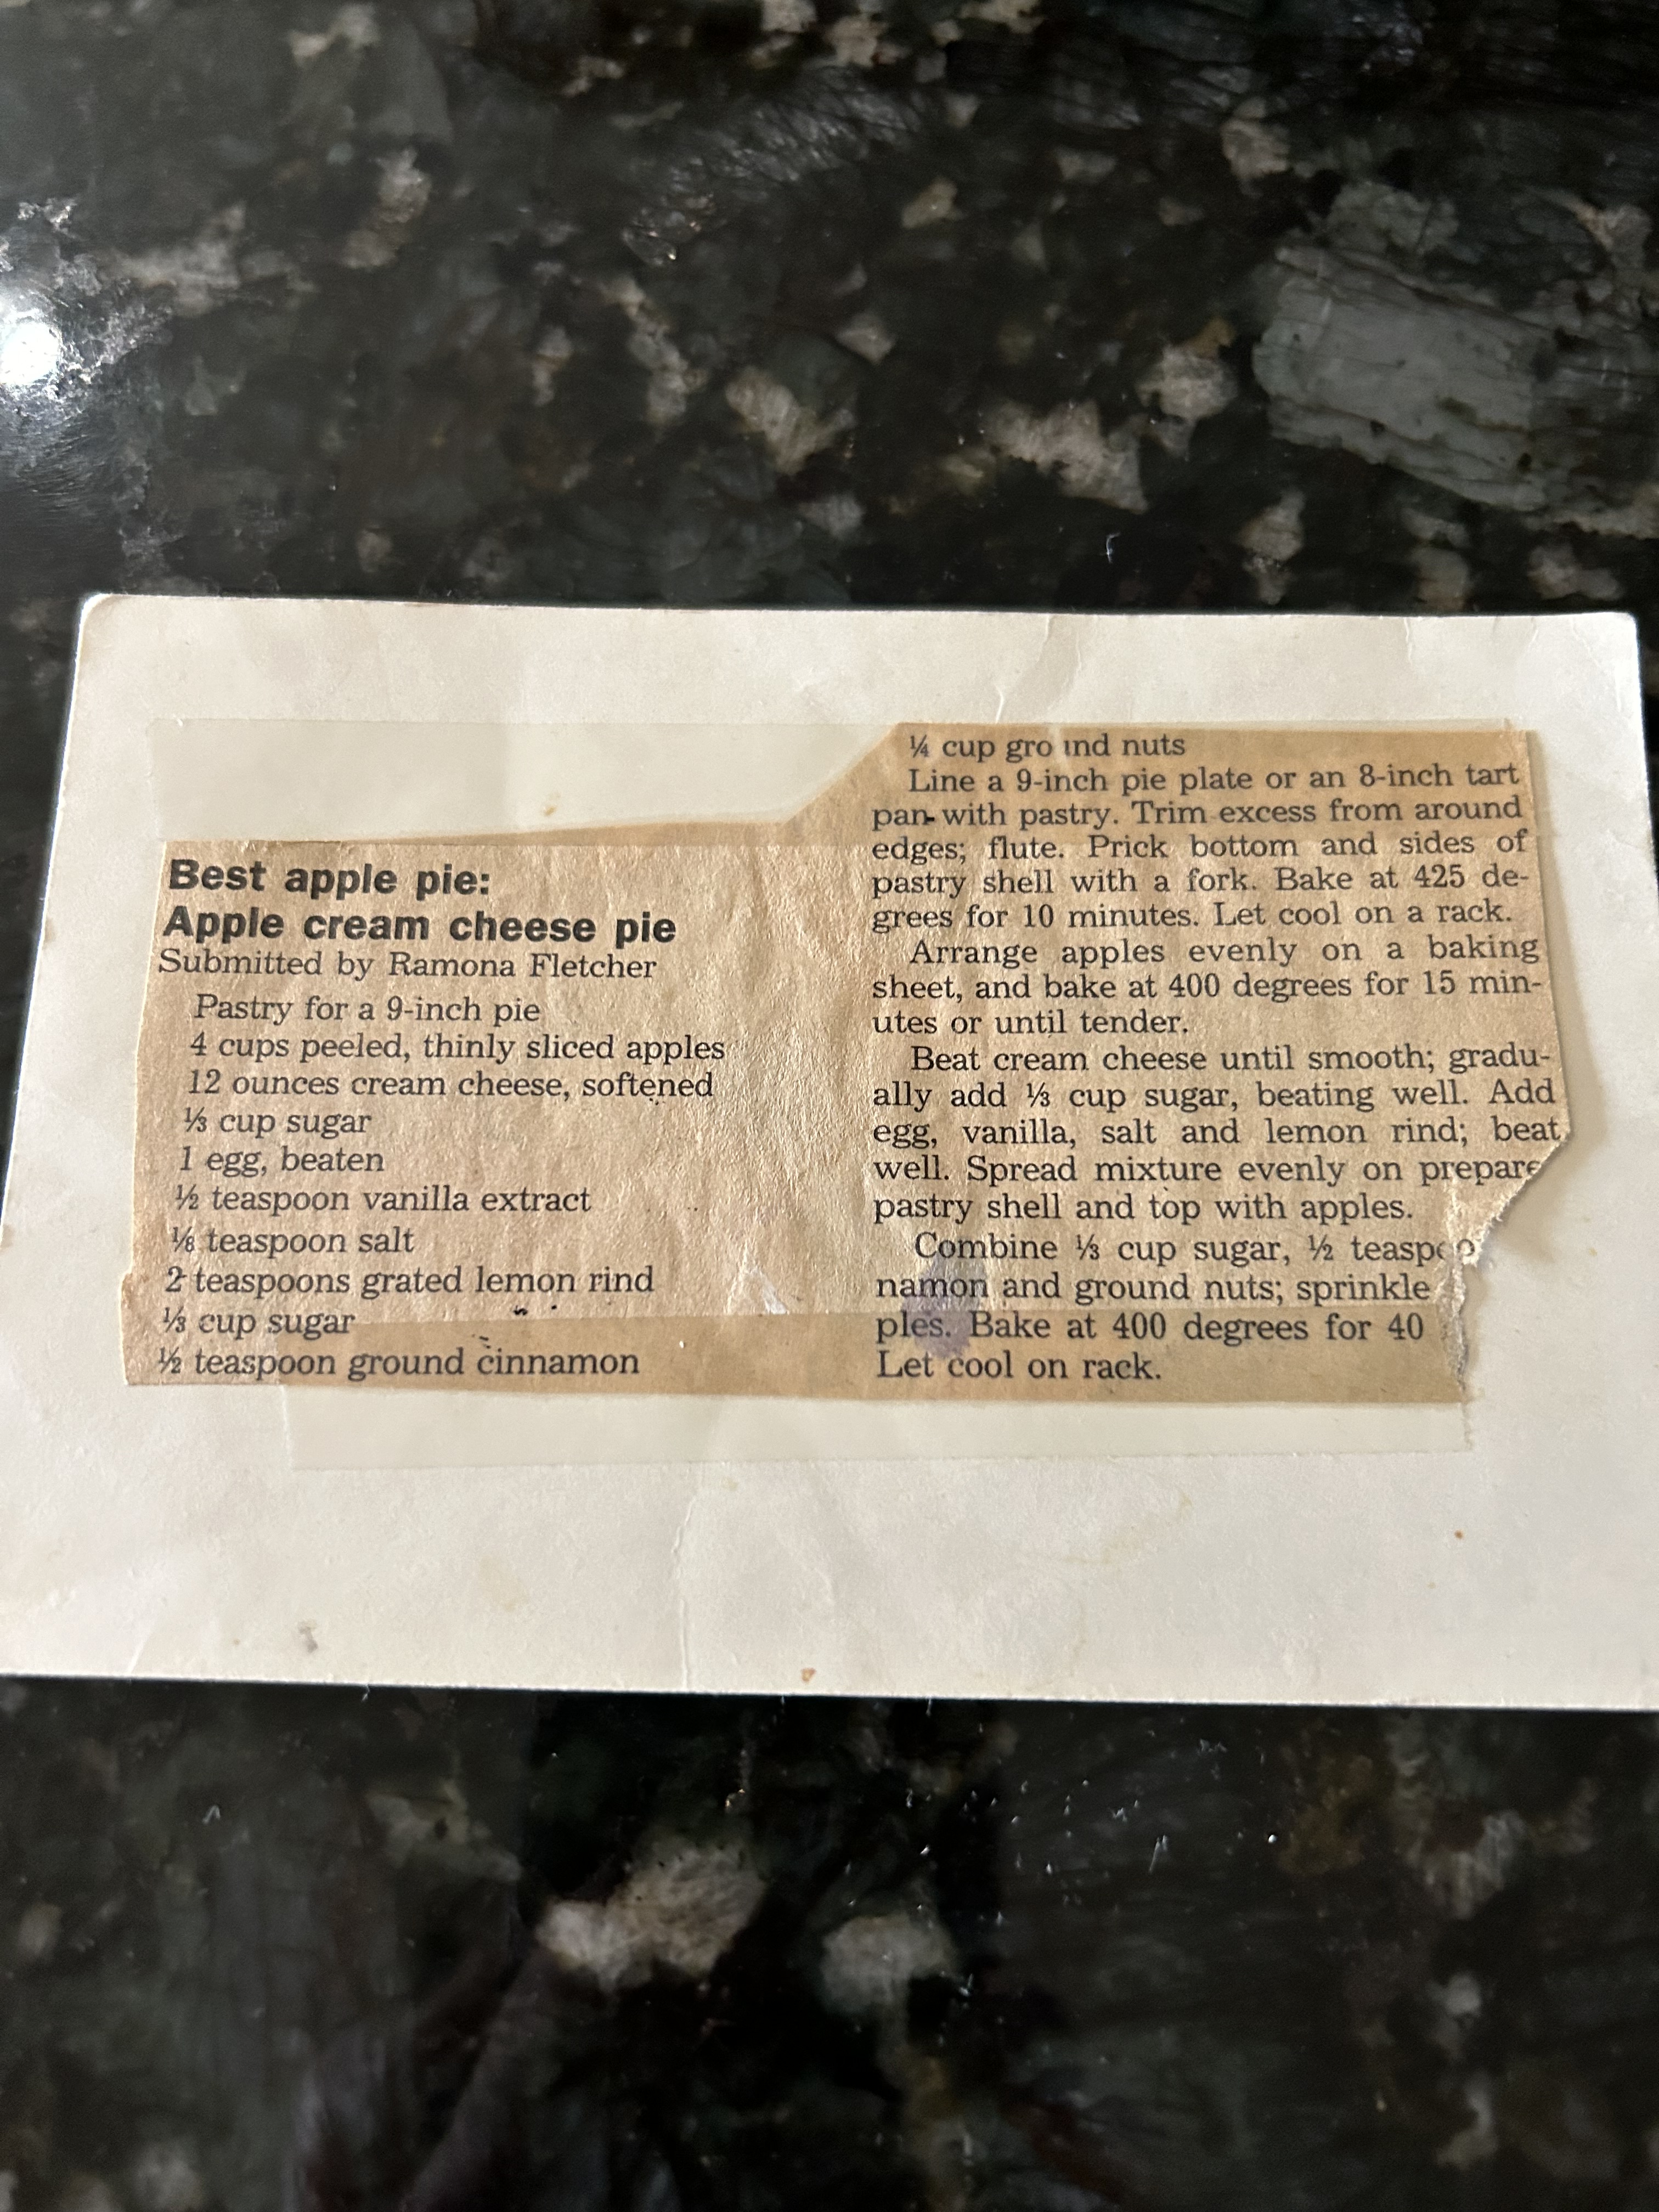 Best apple pie:
Apple cream cheese pie
Submitted by Ramona Fletcher
Pastry for a 9-inch pie
4 cups peeled, thinly sliced apples
12 ounces cream cheese, softened
⅓ cup sugar
1 egg, beaten
½ teaspoon vanilla extract
⅛ teaspoon salt
2 teaspoons grated lemon rind
⅓ cup sugar
½ teaspoon ground cinnamon
¼ cup ground nuts
Line a 9-inch pie plate or an 8-inch tart
pan with pastry. Trim excess from around
edges; flute. Prick bottom and sides of
pastry shell with a fork. Bake at 425 de-
grees for 10 minutes. Let cool on a rack.
Arrange apples evenly on a baking
sheet, and bake at 400 degrees for 15 min-
utes or until tender.
Beat cream cheese until smooth; gradu-
ally add ⅓ cup sugar, beating well. Add
egg, vanilla, salt and lemon rind; beat
well. Spread mixture evenly on prepare
pastry shell and top with apples.
Combine ⅓ cup sugar, ½ teaspo
namon and ground nuts; sprinkle
ples. Bake at 400 degrees for 40
Let cool on rack.